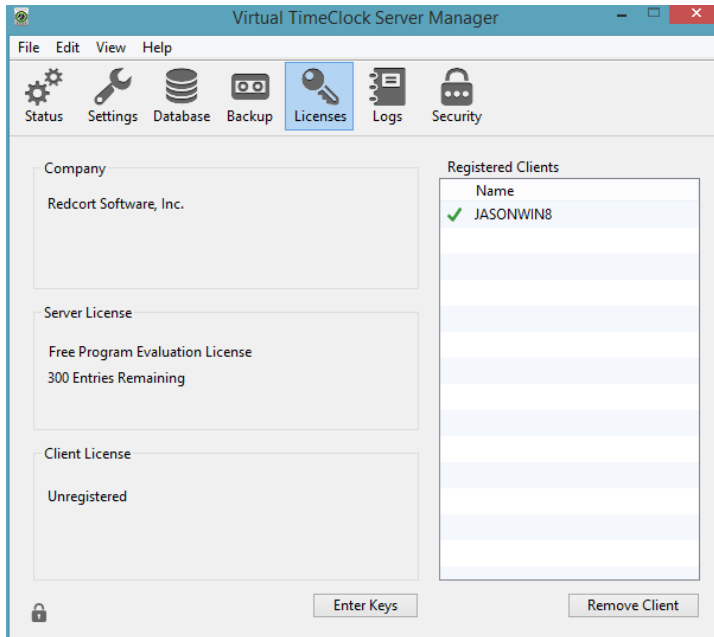 Virtual TimeClock Server Manager
File Edit View Help
Status Settings Database Backup Licenses Logs Security
Company
Redcort Software, Inc.
Server License
Free Program Evaluation License
300 Entries Remaining
Client License
Unregistered
Enter Keys
Registered Clients
Name
JASONWIN8
Remove Client